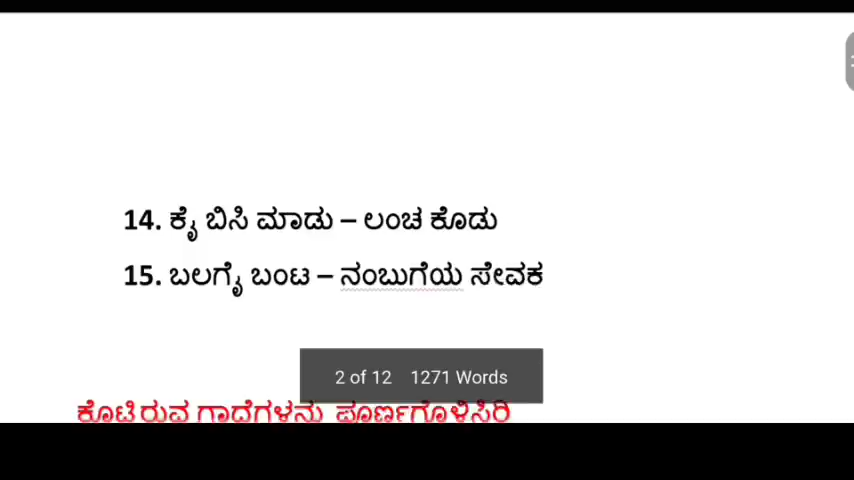 14. ಕೈ ಬಿಸಿ ಮಾಡು – ಲಂಚ ಕೊಡು
15. ಬಲಗೈ ಬಂಟ – ನಂಬುಗೆಯ ಸೇವಕ
2 of 12 1271 Words
ಕೊಟ್ಟಿರುವ ಗಾದೆಗಳನ್ನು ಪೂರ್ಣಗೊಳಿಸಿರಿ